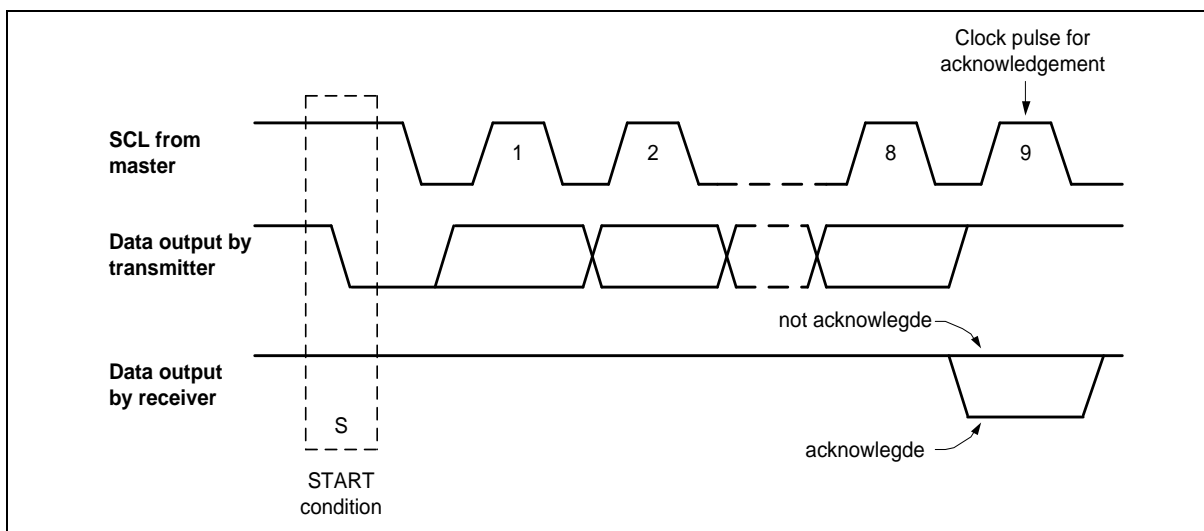 Clock pulse for
acknowledgement
SCL from
master
1
2
8
9
Data output by
transmitter
not acknowlegde
Data output
by receiver
S
acknowlegde
START
condition